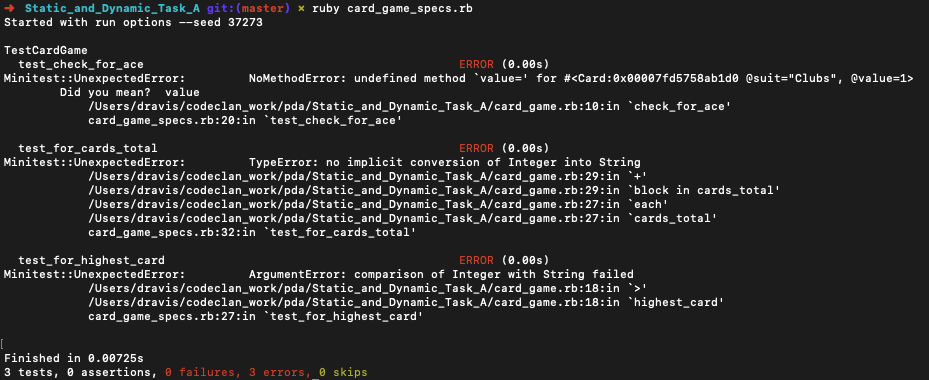 → Static_and_Dynamic_Task_A git:(master) × ruby card_game_specs.rb
Started with run options --seed 37273
TestCardGame
test_check_for_ace ERROR (0.00s)
Minitest::UnexpectedError: NoMethodError: undefined method `value=' for #<Card:0x00007fd5758ab1d0 @suit="Clubs", @value=1>
Did you mean? value
/Users/dravis/codeclan_work/pda/Static_and_Dynamic_Task_A/card_game.rb:10:in `check_for_ace'
card_game_specs.rb:20:in `test_check_for_ace'
test_for_cards_total ERROR (0.00s)
Minitest::UnexpectedError: TypeError: no implicit conversion of Integer into String
/Users/dravis/codeclan_work/pda/Static_and_Dynamic_Task_A/card_game.rb:29:in `+'
/Users/dravis/codeclan_work/pda/Static_and_Dynamic_Task_A/card_game.rb:29:in `block in cards_total'
/Users/dravis/codeclan_work/pda/Static_and_Dynamic_Task_A/card_game.rb:27:in `each'
/Users/dravis/codeclan_work/pda/Static_and_Dynamic_Task_A/card_game.rb:27:in `cards_total'
card_game_specs.rb:32:in `test_for_cards_total'
test_for_highest_card ERROR (0.00s)
Minitest::UnexpectedError: ArgumentError: comparison of Integer with String failed
/Users/dravis/codeclan_work/pda/Static_and_Dynamic_Task_A/card_game.rb:18:in `>'
/Users/dravis/codeclan_work/pda/Static_and_Dynamic_Task_A/card_game.rb:18:in `highest_card'
card_game_specs.rb:27:in `test_for_highest_card'
[
Finished in 0.00725s
3 tests, 0 assertions, 0 failures, 3 errors, 0 skips